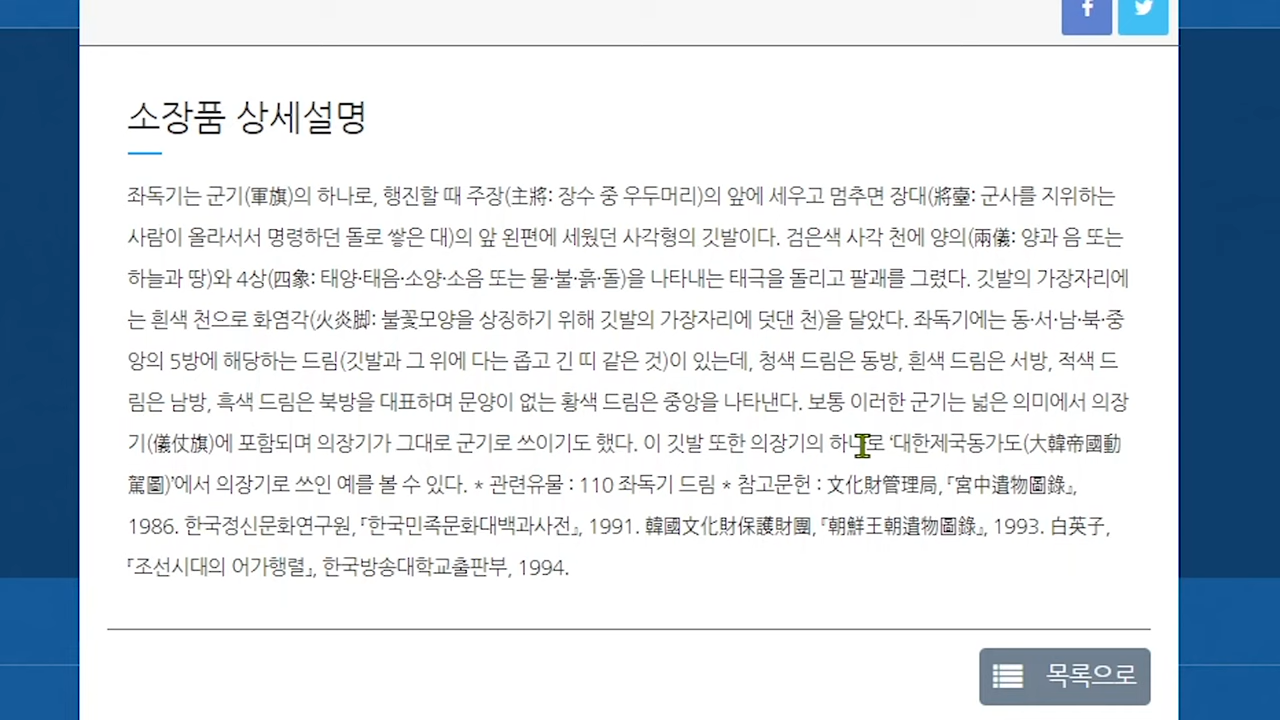 소장품 상세설명
좌독기는 군기(軍旗)의 하나로, 행진할 때 주장(主將: 장수 중 우두머리)의 앞에 세우고 멈추면 장대(將臺: 군사를 지위하는
사람이 올라서서 명령하던 돌로 쌓은 대)의 앞 왼편에 세웠던 사각형의 깃발이다. 검은색 사각 천에 양의(兩儀: 양과 음 또는
하늘과 땅)와 4상(四象: 태양·태음·소양·소음 또는 물·불·흙·돌)을 나타내는 태극을 돌리고 팔괘를 그렸다. 깃발의 가장자리에
는 흰색 천으로 화염각(火炎脚: 불꽃모양을 상징하기 위해 깃발의 가장자리에 덧댄 천)을 달았다. 좌독기에는 동·서·남·북·중
앙의 5방에 해당하는 드림(깃발과 그 위에 다는 좁고 긴 띠 같은 것)이 있는데, 청색 드림은 동방, 흰색 드림은 서방, 적색 드
림은 남방, 흑색 드림은 북방을 대표하며 문양이 없는 황색 드림은 중앙을 나타낸다. 보통 이러한 군기는 넓은 의미에서 의장
기(儀仗旗)에 포함되며 의장기가 그대로 군기로 쓰이기도 했다. 이 깃발 또한 의장기의 하나로 ‘대한제국동가도(大韓帝國動
駕圖)’에서 의장기로 쓰인 예를 볼 수 있다. * 관련유물 : 110 좌독기 드림 * 참고문헌 : 文化財管理局, 『宮中遺物圖錄』,
1986. 한국정신문화연구원, 『한국민족문화대백과사전』, 1991. 韓國文化財保護財團, 『朝鮮王朝遺物圖錄』, 1993. 白英子,
『조선시대의 어가행렬』, 한국방송대학교출판부, 1994.
목록으로